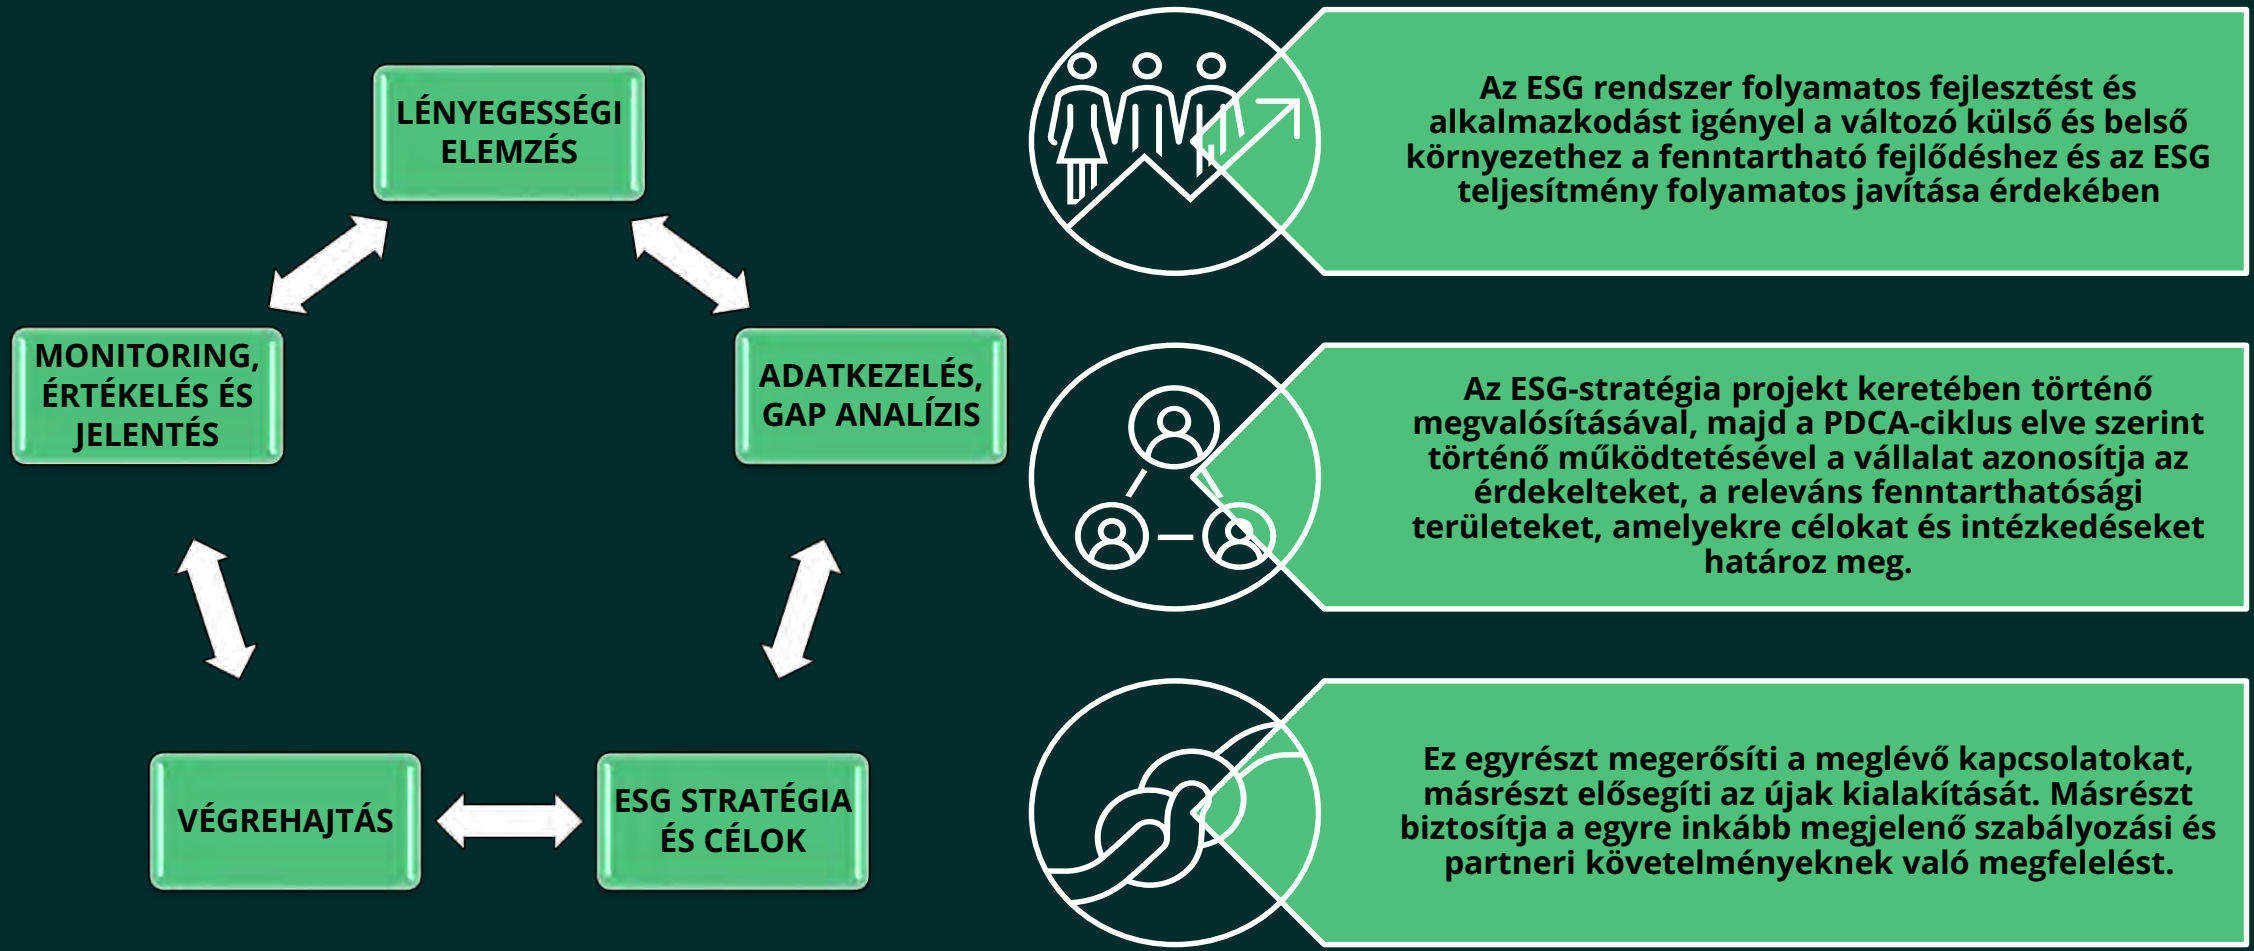 LÉNYEGESSÉGI
ELEMZÉS
MONITORING,
ÉRTÉKELÉS ÉS
JELENTÉS
ADATKEZELÉS,
GAP ANALÍZIS
VÉGREHAJTÁS
ESG STRATÉGIA
ÉS CÉLOK
Az ESG rendszer folyamatos fejlesztést és
alkalmazkodást igényel a változó külső és belső
környezethez a fenntartható fejlődéshez és az ESG
teljesítmény folyamatos javítása érdekében
Az ESG-stratégia projekt keretében történő
megvalósításával, majd a PDCA-ciklus elve szerint
történő működtetésével a vállalat azonosítja az
érdekelteket, a releváns fenntarthatósági
területeket, amelyekre célokat és intézkedéseket
határoz meg.
Ez egyrészt megerősíti a meglévő kapcsolatokat,
másrészt elősegíti az újak kialakítását. Másrészt
biztosítja a egyre inkább megjelenő szabályozási és
partneri követelményeknek való megfelelést.